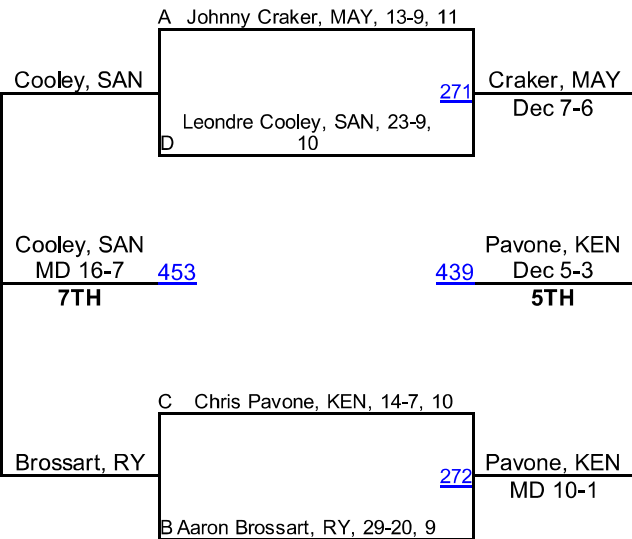 A Johnny Craker, MAY, 13-9, 11
Cooley, SAN
271
Craker, MAY
Dec 7-6
Leondre Cooley, SAN, 23-9,
D 10
Cooley, SAN
MD 16-7
453
7TH
439
Pavone, KEN
Dec 5-3
5TH
C Chris Pavone, KEN, 14-7, 10
Brossart, RY
272
Pavone, KEN
MD 10-1
B Aaron Brossart, RY, 29-20, 9